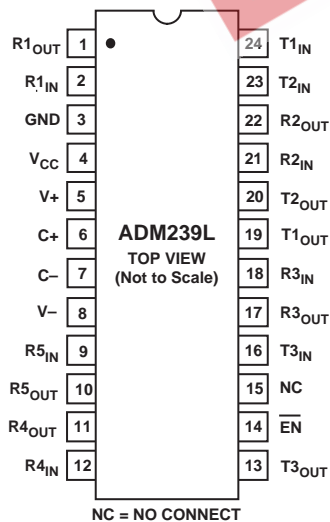 R1OUT 1 24 T1IN
R1IN 2 23 T2IN
GND 3 22 R2OUT
VCC 4 21 R2IN
V+ 5 20 T2OUT
C+ 6 ADM239L 19 T1OUT
TOP VIEW
C– 7 (Not to Scale) 18 R3IN
V– 8 17 R3OUT
R5IN 9 16 T3IN
R5OUT 10 15 NC
R4OUT 11 14 E̅N̅
R4IN 12 13 T3OUT
NC = NO CONNECT